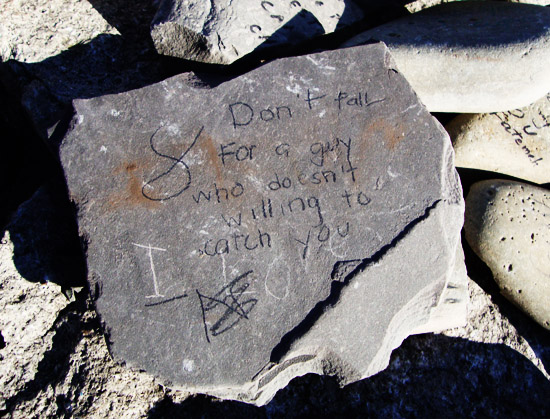 Don't fall
For a guy
who doesn't
willing to
catch you
I